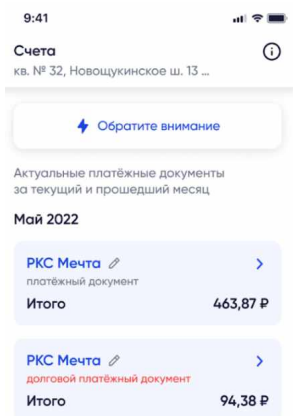 9:41
Счета
кв. № 32, Новощукинское ш. 13 ...
Обратите внимание
Актуальные платёжные документы
за текущий и прошедший месяц
Май 2022
РКС Мечта
платёжный документ
Итого 463,87 ₽
РКС Мечта
долговой платёжный документ
Итого 94,38 ₽